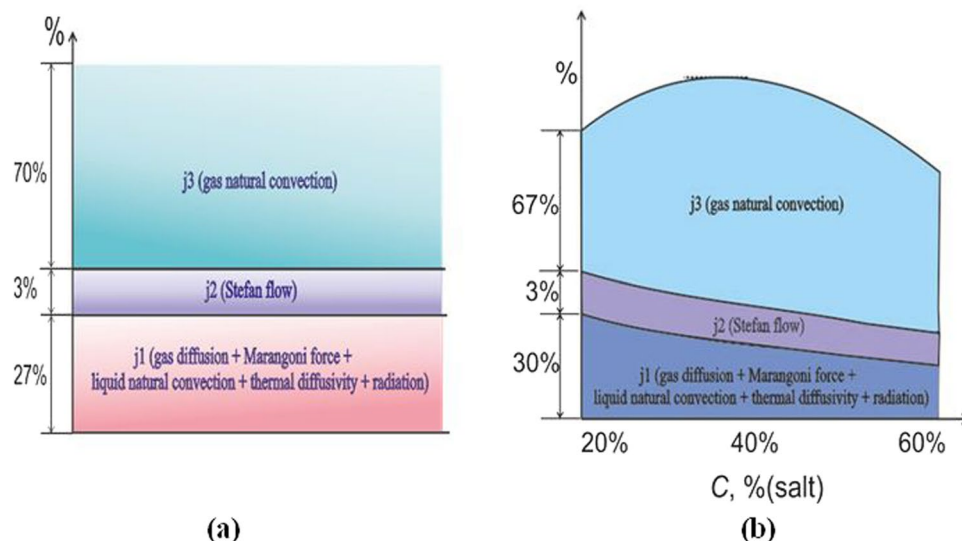 %
70%
j3 (gas natural convection)
3%
j2 (Stefan flow)
27%
j1 (gas diffusion + Marangoni force +
liquid natural convection + thermal diffusivity + radiation)
(a)
%
67%
j3 (gas natural convection)
3%
j2 (Stefan flow)
30%
j1 (gas diffusion + Marangoni force +
liquid natural convection + thermal diffusivity + radiation)
20%
40%
60%
C, %(salt)
(b)